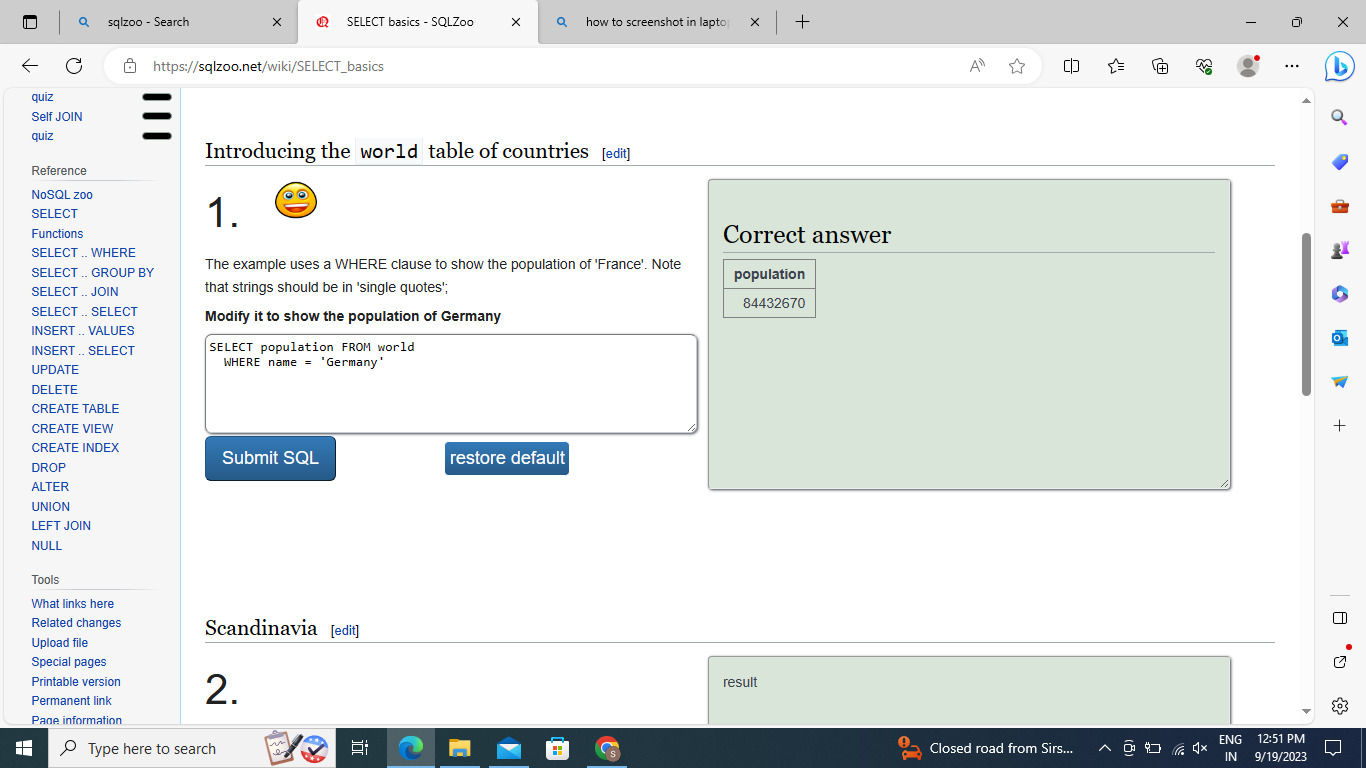 sqlzoo - Search
SELECT basics - SQLZoo
how to screenshot in lapto
https://sqlzoo.net/wiki/SELECT_basics
quiz
Self JOIN
quiz
Reference
NoSQL zoo
SELECT
Functions
SELECT .. WHERE
SELECT .. GROUP BY
SELECT .. JOIN
SELECT .. SELECT
INSERT .. VALUES
INSERT .. SELECT
UPDATE
DELETE
CREATE TABLE
CREATE VIEW
CREATE INDEX
DROP
ALTER
UNION
LEFT JOIN
NULL
Tools
What links here
Related changes
Upload file
Special pages
Printable version
Permanent link
Page information
Introducing the world table of countries [edit]
1.
The example uses a WHERE clause to show the population of 'France'. Note
that strings should be in 'single quotes';
Modify it to show the population of Germany
SELECT population FROM world
WHERE name = 'Germany'
Submit SQL
restore default
Correct answer
population
84432670
Scandinavia [edit]
2.
result
Type here to search
Closed road from Sirs...
ENG
IN
12:51 PM
9/19/2023